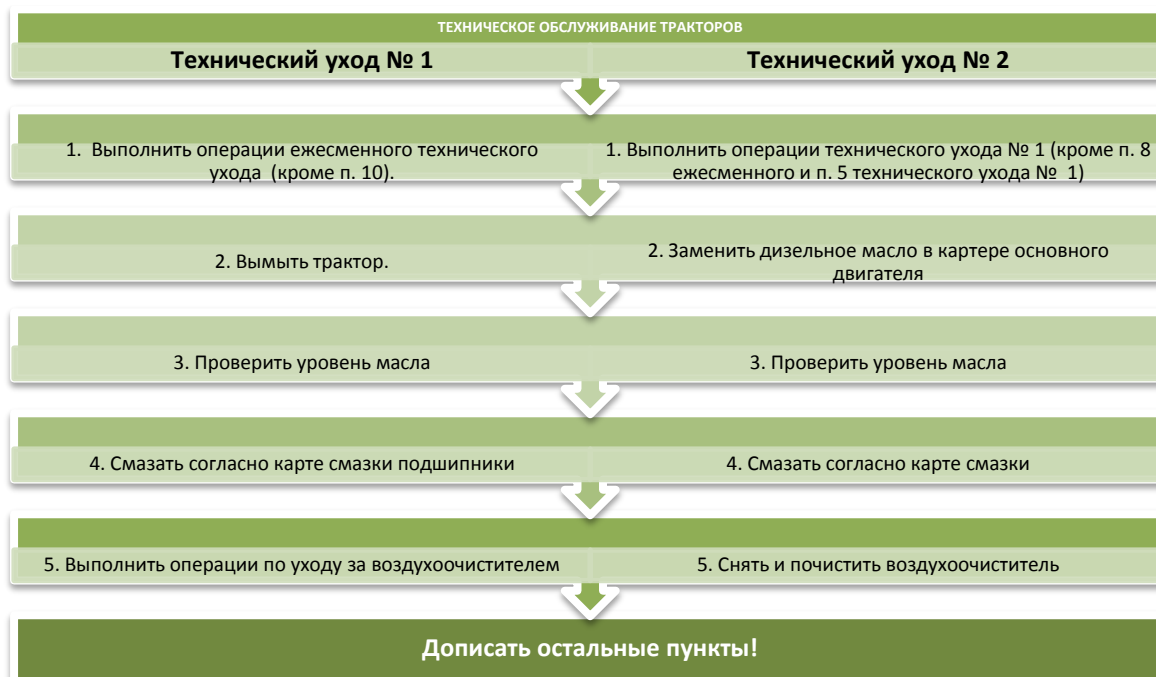 ТЕХНИЧЕСКОЕ ОБСЛУЖИВАНИЕ ТРАКТОРОВ
Технический уход № 1
Технический уход № 2
1. Выполнить операции ежесменного технического
ухода (кроме п. 10).
1. Выполнить операции технического ухода № 1 (кроме п. 8
ежесменного и п. 5 технического ухода № 1)
2. Вымыть трактор.
2. Заменить дизельное масло в картере основного
двигателя
3. Проверить уровень масла
3. Проверить уровень масла
4. Смазать согласно карте смазки подшипники
4. Смазать согласно карте смазки
5. Выполнить операции по уходу за воздухоочистителем
5. Снять и почистить воздухоочиститель
Дописать остальные пункты!